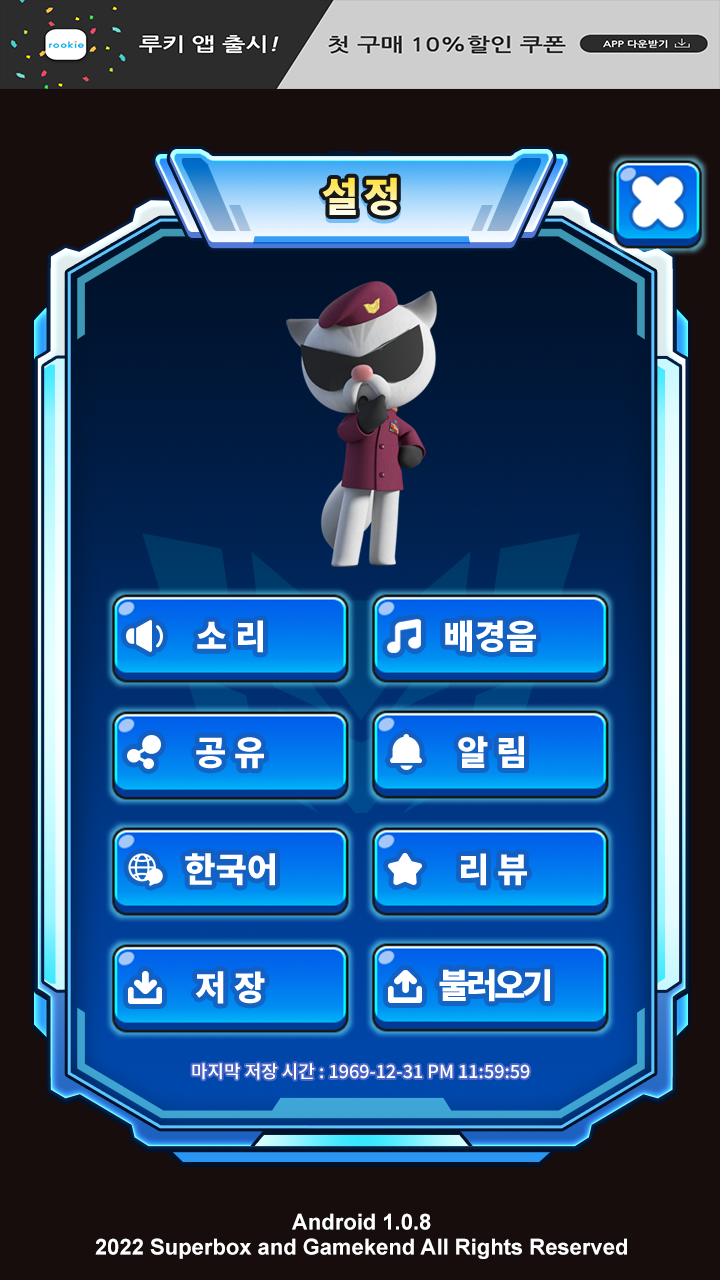 rookie
루키 앱 출시!
첫 구매 10%할인 쿠폰
APP 다운받기
설정
소리
배경음
공유
알림
한국어
리뷰
저장
불러오기
마지막 저장 시간 : 1969-12-31 PM 11:59:59
Android 1.0.8
2022 Superbox and Gamekend All Rights Reserved